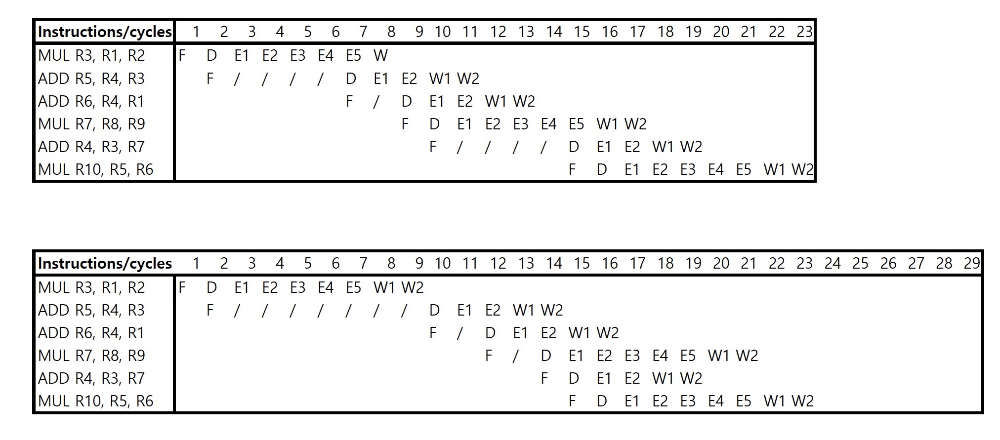 Instructions/cycles 1 2 3 4 5 6 7 8 9 10 11 12 13 14 15 16 17 18 19 20 21 22 23
MUL R3, R1, R2 F D E1 E2 E3 E4 E5 W
ADD R5, R4, R3 F / / / / D E1 E2 W1 W2
ADD R6, R4, R1 F / D E1 E2 W1 W2
MUL R7, R8, R9 F D E1 E2 E3 E4 E5 W1 W2
ADD R4, R3, R7 F / / / / D E1 E2 W1 W2
MUL R10, R5, R6 F D E1 E2 E3 E4 E5 W1 W2
Instructions/cycles 1 2 3 4 5 6 7 8 9 10 11 12 13 14 15 16 17 18 19 20 21 22 23 24 25 26 27 28 29
MUL R3, R1, R2 F D E1 E2 E3 E4 E5 W1 W2
ADD R5, R4, R3 F / / / / / / / D E1 E2 W1 W2
ADD R6, R4, R1 F / D E1 E2 W1 W2
MUL R7, R8, R9 F / D E1 E2 E3 E4 E5 W1 W2
ADD R4, R3, R7 F D E1 E2 W1 W2
MUL R10, R5, R6 F D E1 E2 E3 E4 E5 W1 W2